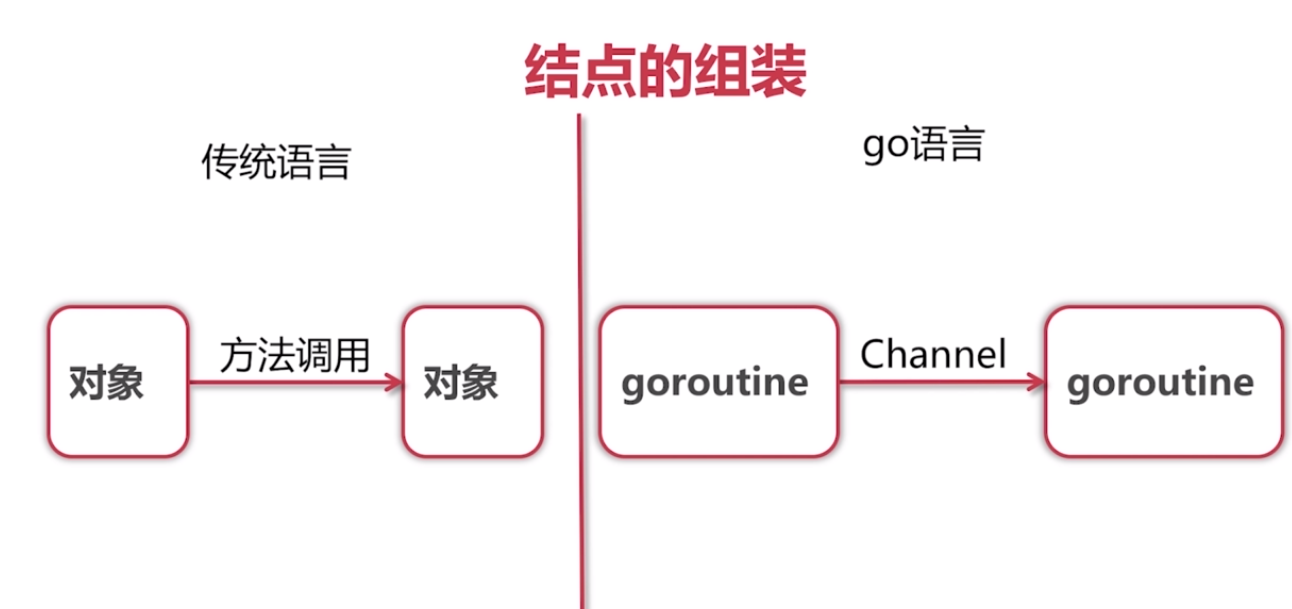 结点的组装
传统语言
go语言
对象
方法调用
对象
goroutine
Channel
goroutine